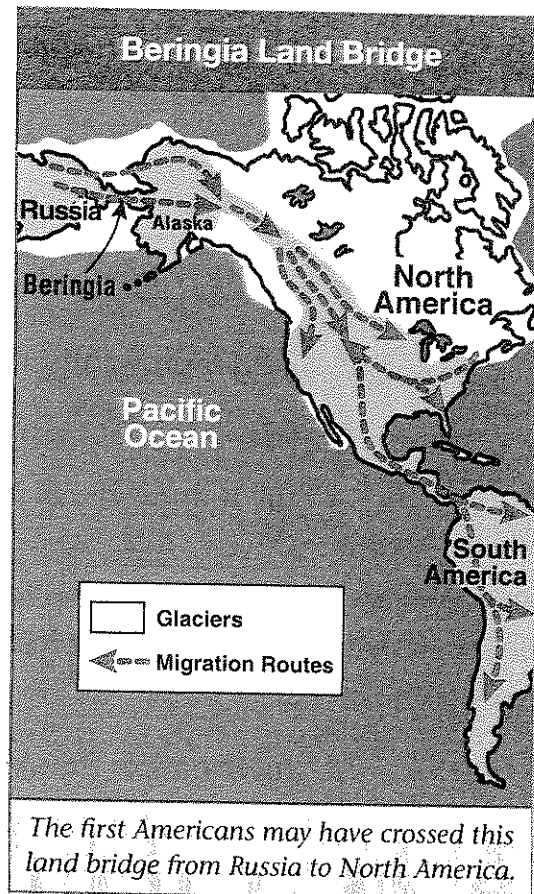 Beringia Land Bridge
Russia
Alaska
Beringia
North
America
Pacific
Ocean
South
America
Glaciers
Migration Routes
The first Americans may have crossed this
land bridge from Russia to North America.